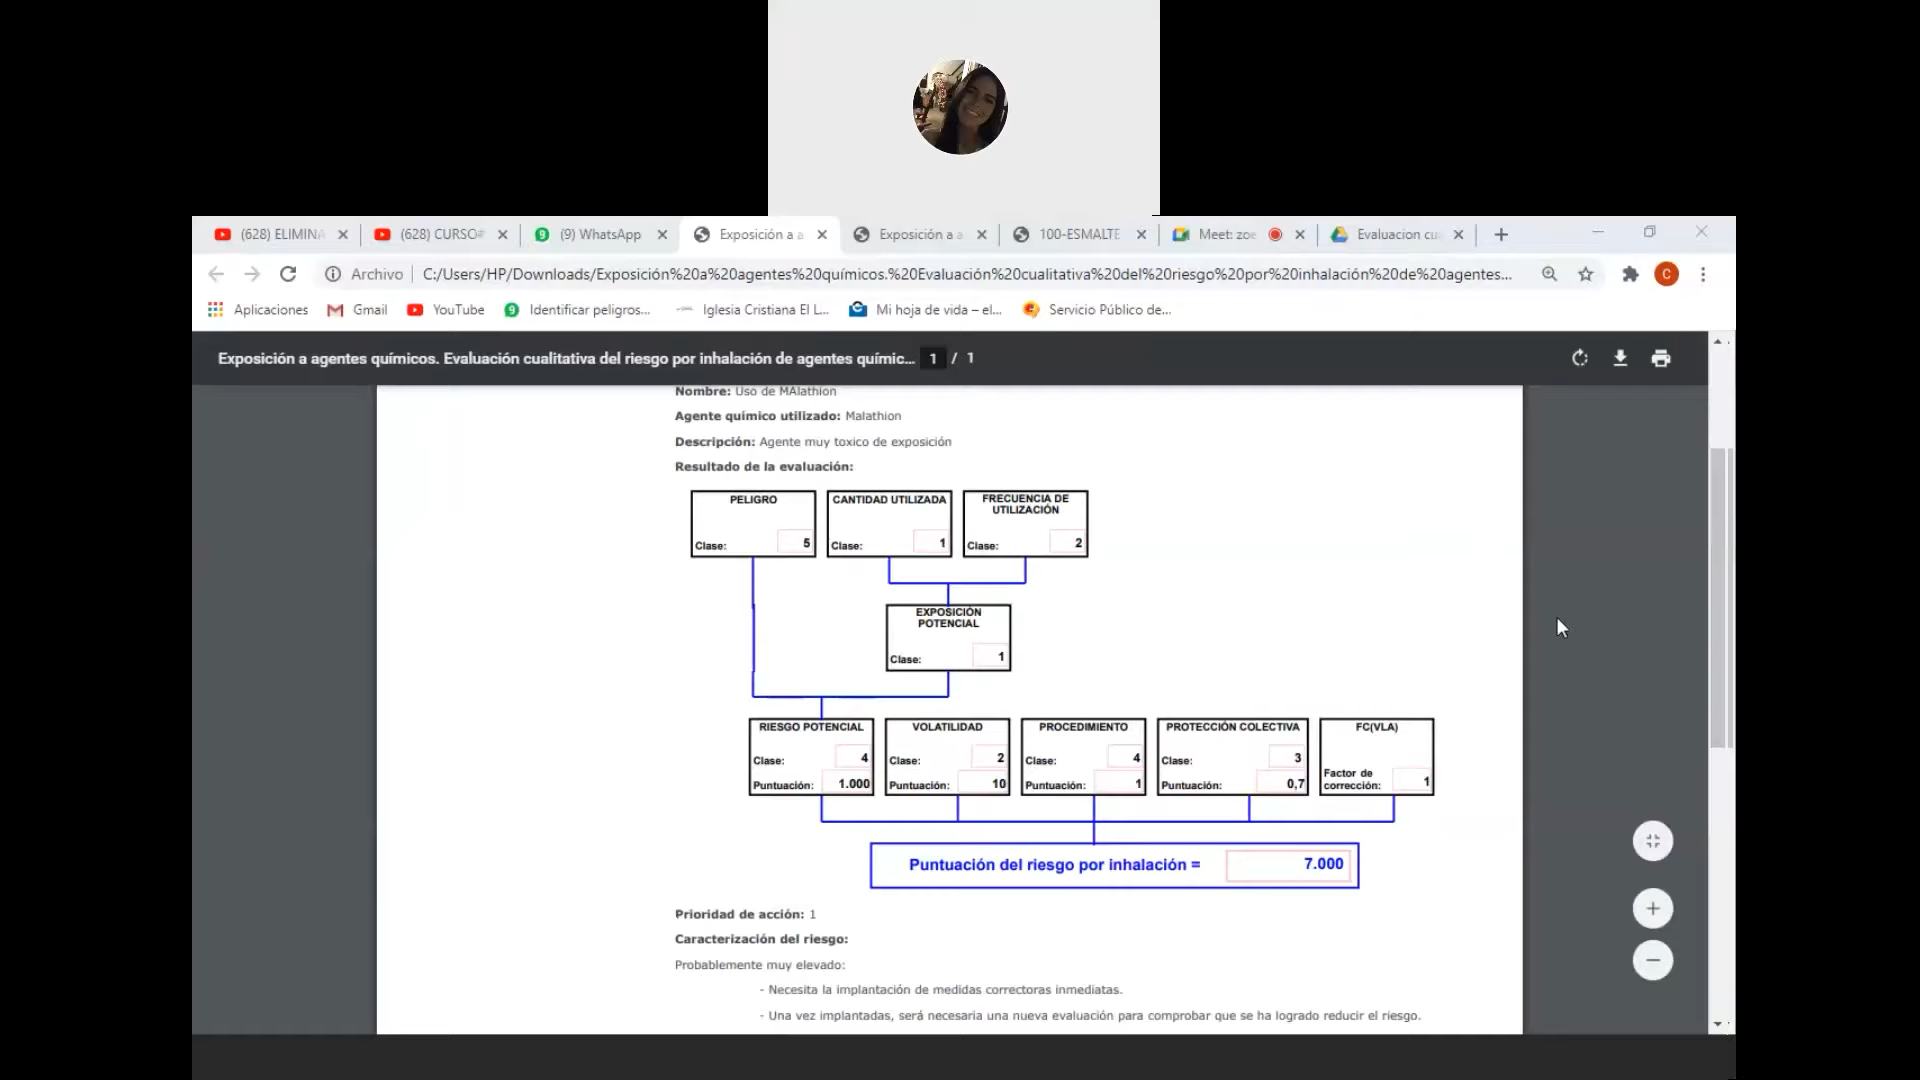 (628) ELIMINA
(628) CURSO#
(9) WhatsApp
Exposición a a
Exposición a a
100-ESMALTE
Meet: zoe
Evaluacion cu
Archivo
C:/Users/HP/Downloads/Exposición%20a%20agentes%20químicos.%20Evaluación%20cualitativa%20del%20riesgo%20por%20inhalación%20de%20agentes...
C
Aplicaciones
Gmail
YouTube
Identificar peligros...
Iglesia Cristiana El L...
Mi hoja de vida – el...
Servicio Público de...
Exposición a agentes químicos. Evaluación cualitativa del riesgo por inhalación de agentes químic...
1 / 1
Nombre: Uso de MAlathion
Agente químico utilizado: Malathion
Descripción: Agente muy toxico de exposición
Resultado de la evaluación:
PELIGRO
Clase: 5
CANTIDAD UTILIZADA
Clase: 1
FRECUENCIA DE
UTILIZACIÓN
Clase: 2
EXPOSICIÓN
POTENCIAL
Clase: 1
RIESGO POTENCIAL
Clase: 4
Puntuación: 1.000
VOLATILIDAD
Clase: 2
Puntuación: 10
PROCEDIMIENTO
Clase: 4
Puntuación: 1
PROTECCIÓN COLECTIVA
Clase: 3
Puntuación: 0,7
FC(VLA)
Factor de
corrección: 1
Puntuación del riesgo por inhalación = 7.000
Prioridad de acción: 1
Caracterización del riesgo:
Probablemente muy elevado:
- Necesita la implantación de medidas correctoras inmediatas.
- Una vez implantadas, será necesaria una nueva evaluación para comprobar que se ha logrado reducir el riesgo.